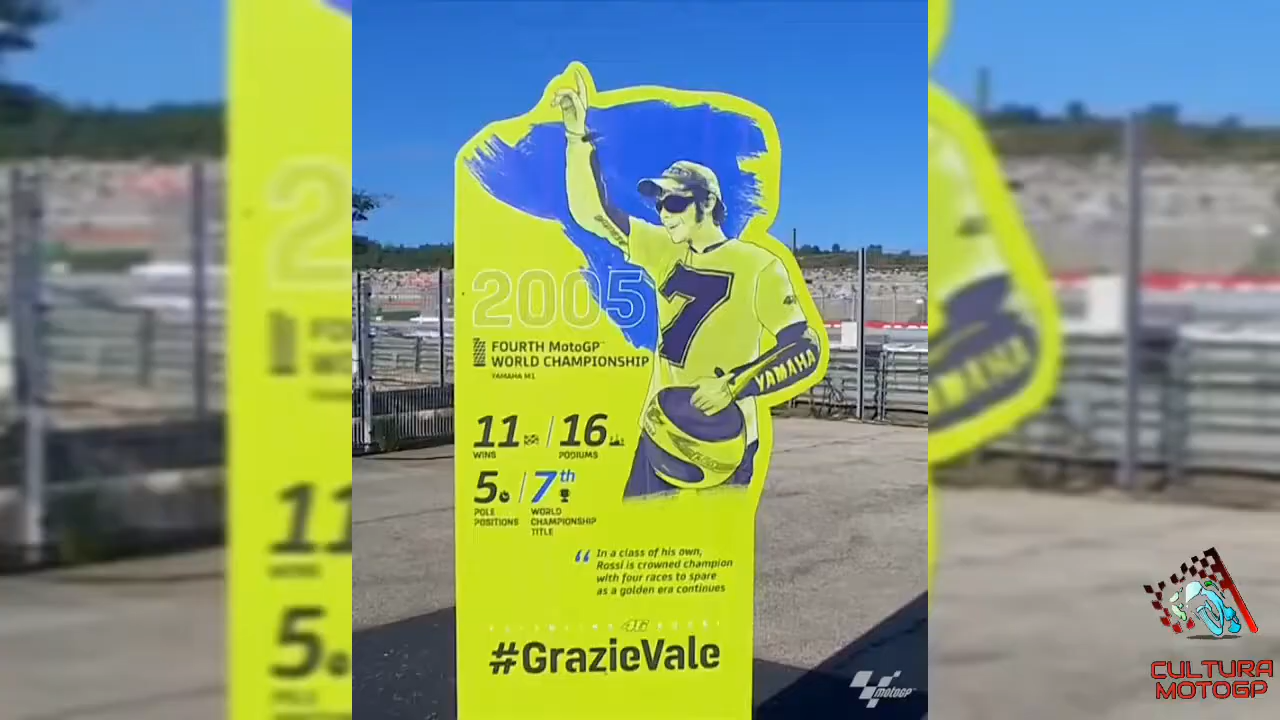 2005
FOURTH MotoGP™
WORLD CHAMPIONSHIP
YAMAHA M1
7
YAMAHA
11 / 16
WINS PODIUMS
5 / 7th
POLE POSITIONS
WORLD CHAMPIONSHIP TITLE
“ In a class of his own,
Rossi is crowned champion
with four races to spare
as a golden era continues
46
#GrazieVale
motoGP
CULTURA
MOTOGP